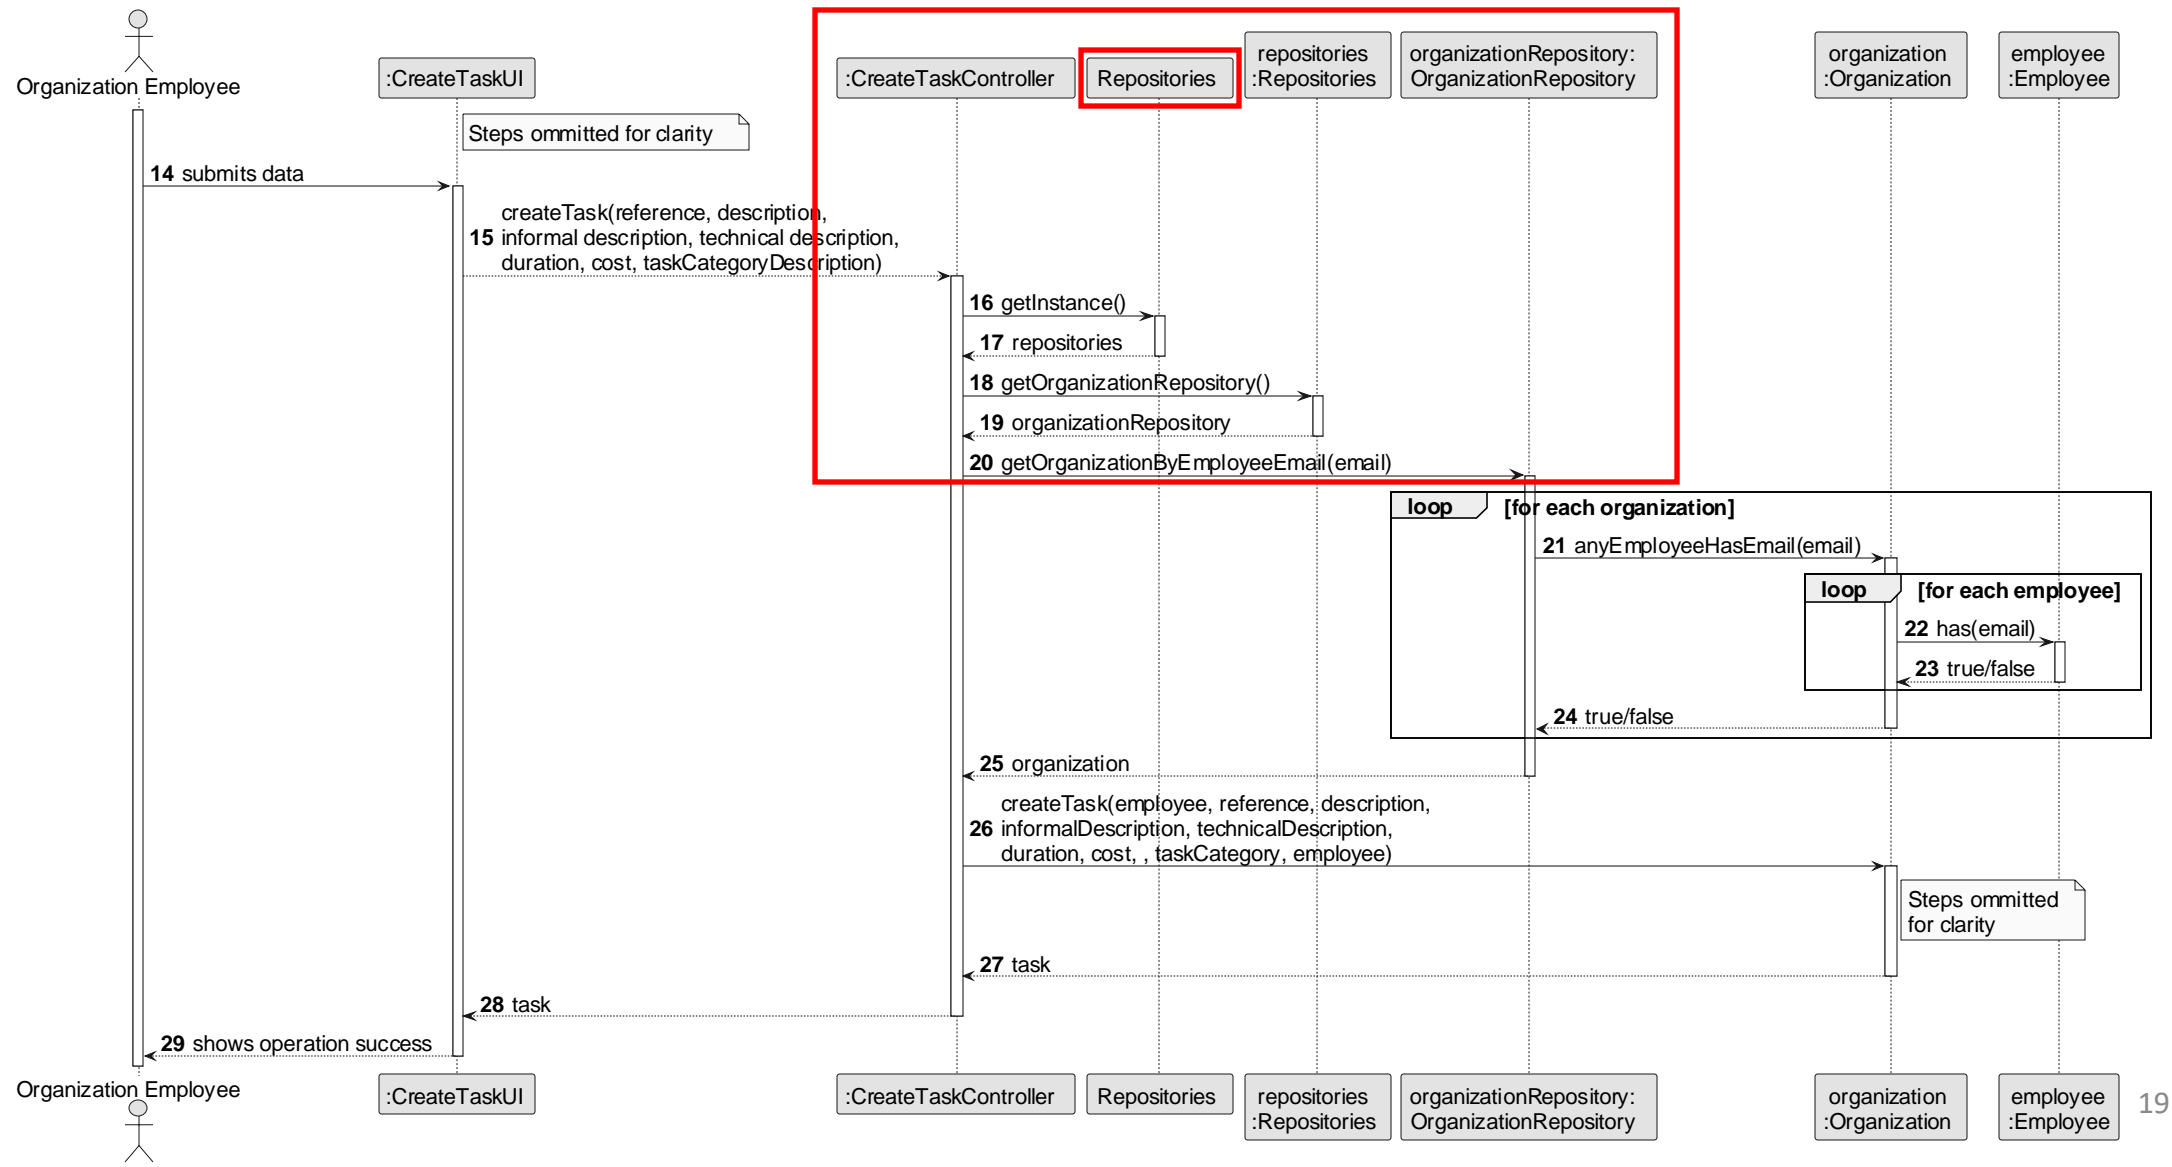 Organization Employee
:CreateTaskUI
:CreateTaskController
Repositories
repositories
:Repositories
organizationRepository:
OrganizationRepository
organization
:Organization
employee
:Employee
Steps ommitted for clarity
14 submits data
createTask(reference, description,
15 informal description, technical description,
duration, cost, taskCategoryDescription)
16 getInstance()
17 repositories
18 getOrganizationRepository()
19 organizationRepository
20 getOrganizationByEmployeeEmail(email)
loop [for each organization]
21 anyEmployeeHasEmail(email)
loop [for each employee]
22 has(email)
23 true/false
24 true/false
25 organization
createTask(employee, reference, description,
26 informalDescription, technicalDescription,
duration, cost, , taskCategory, employee)
Steps ommitted
for clarity
27 task
28 task
29 shows operation success
Organization Employee
:CreateTaskUI
:CreateTaskController
Repositories
repositories
:Repositories
organizationRepository:
OrganizationRepository
organization
:Organization
employee
:Employee
19